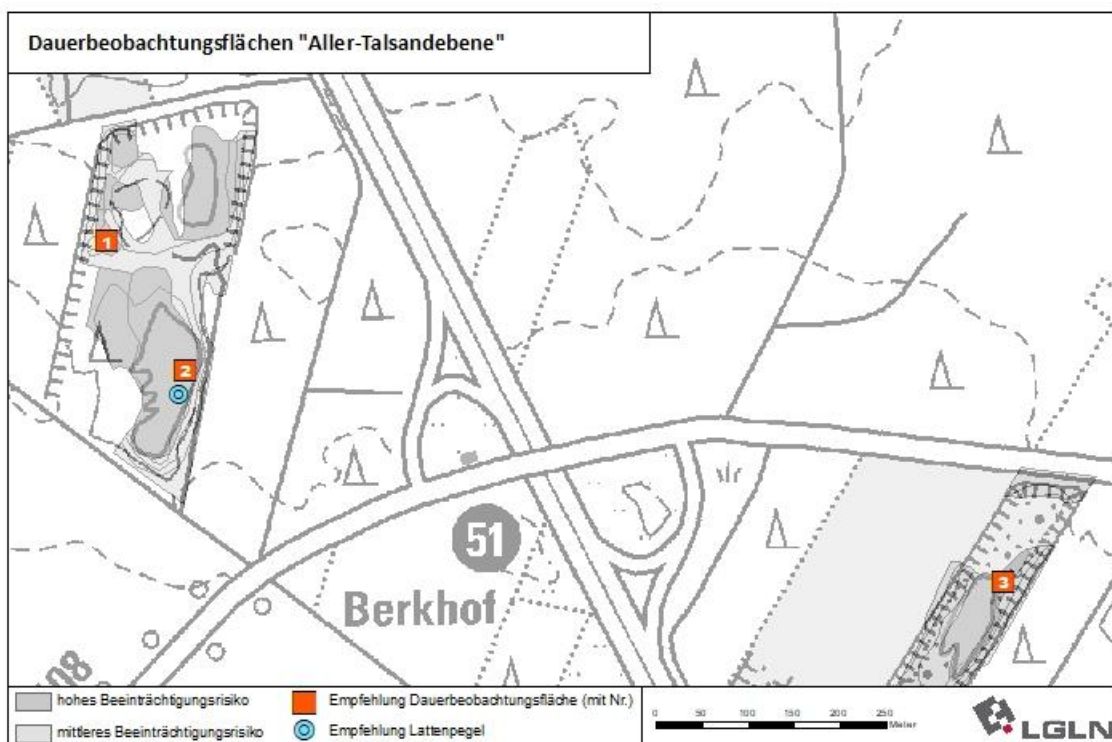 Dauerbeobachtungsflächen "Aller-Talsandebene"
1
2
51
Berkhof
3
hohes Beeinträchtigungsrisiko
mittleres Beeinträchtigungsrisiko
Empfehlung Dauerbeobachtungsfläche (mit Nr.)
Empfehlung Lattenpegel
0 50 100 150 200 250
Meter
LGLN